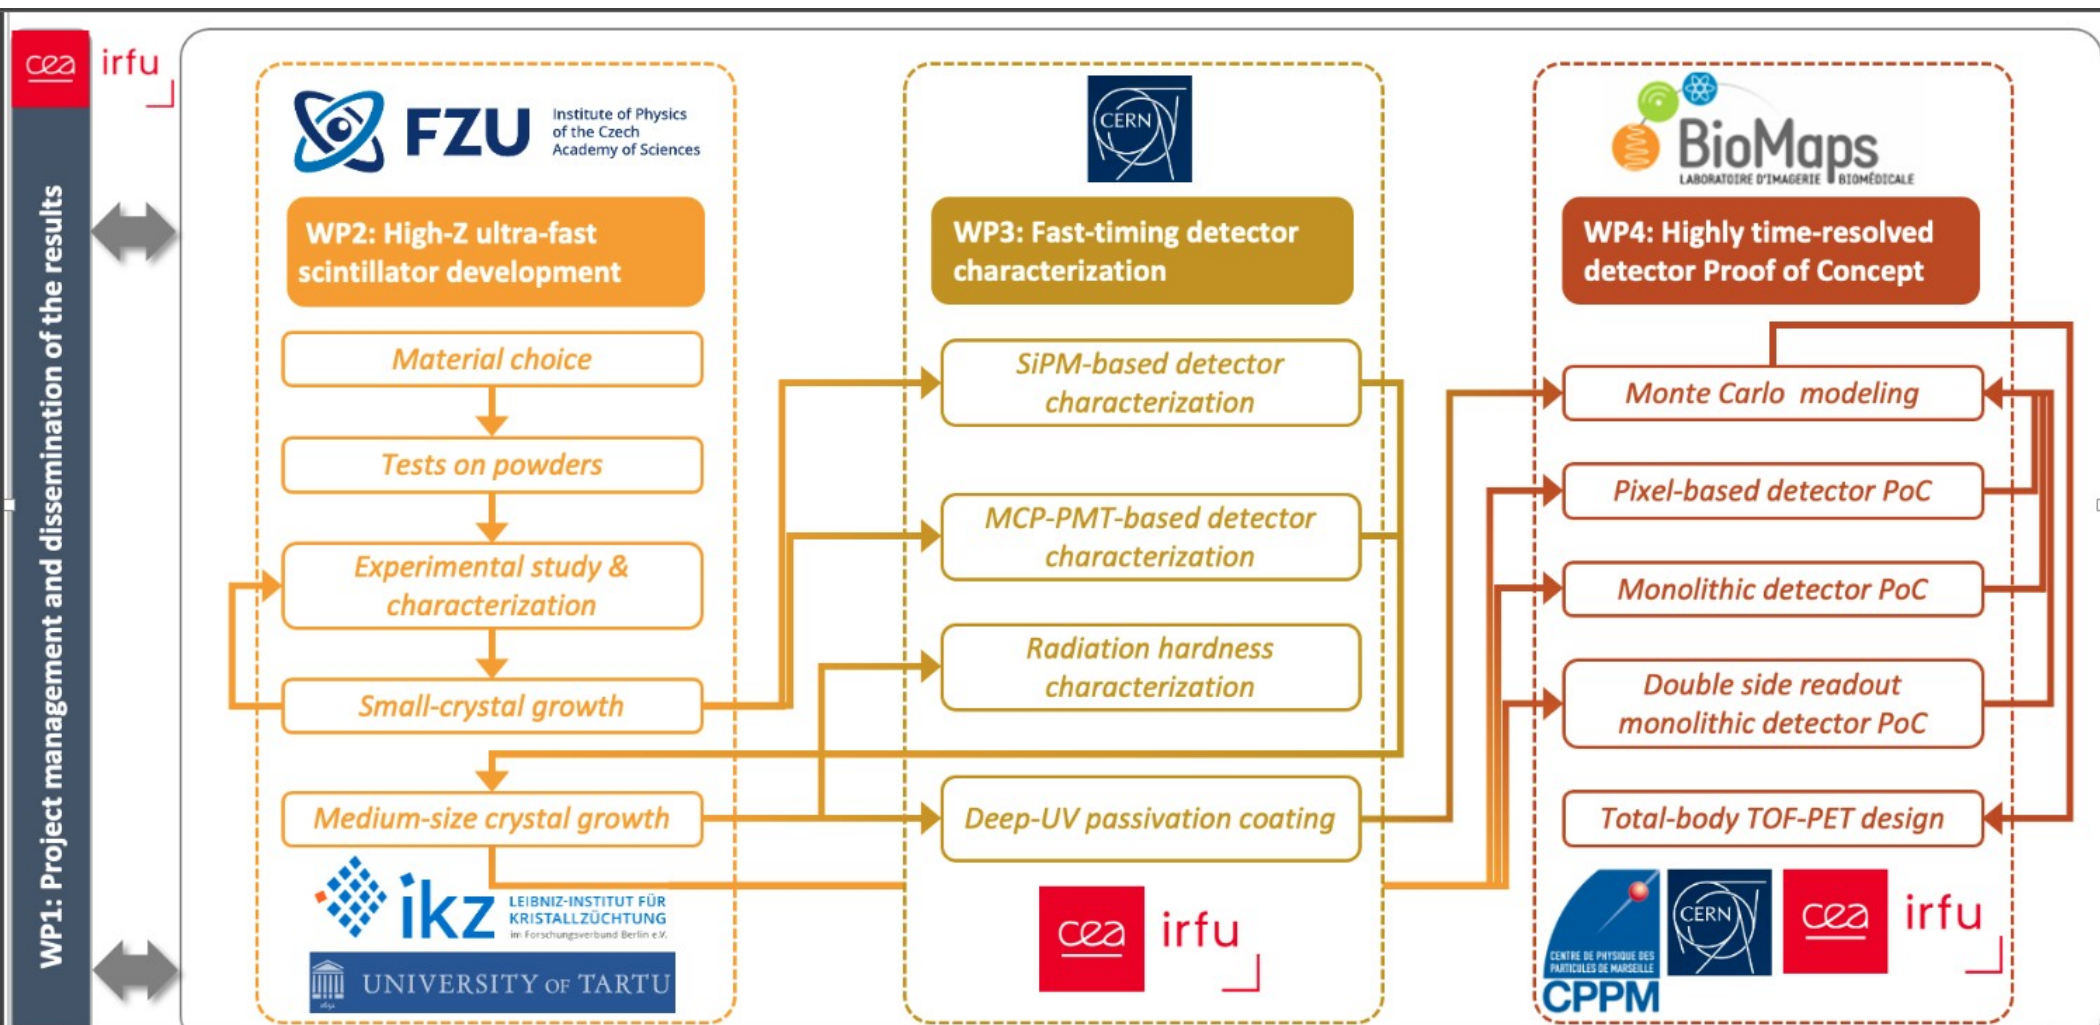 cea irfu
WP1: Project management and dissemination of the results
FZU
Institute of Physics
of the Czech
Academy of Sciences
WP2: High-Z ultra-fast
scintillator development
Material choice
Tests on powders
Experimental study &
characterization
Small-crystal growth
Medium-size crystal growth
ikz
LEIBNIZ-INSTITUT FÜR
KRISTALLZÜCHTUNG
im Forschungsverbund Berlin e.V.
UNIVERSITY OF TARTU
1632
CERN
WP3: Fast-timing detector
characterization
SiPM-based detector
characterization
MCP-PMT-based detector
characterization
Radiation hardness
characterization
Deep-UV passivation coating
cea irfu
BioMaps
LABORATOIRE D'IMAGERIE BIOMÉDICALE
WP4: Highly time-resolved
detector Proof of Concept
Monte Carlo modeling
Pixel-based detector PoC
Monolithic detector PoC
Double side readout
monolithic detector PoC
Total-body TOF-PET design
CENTRE DE PHYSIQUE DES
PARTICULES DE MARSEILLE
CPPM
CERN
cea irfu